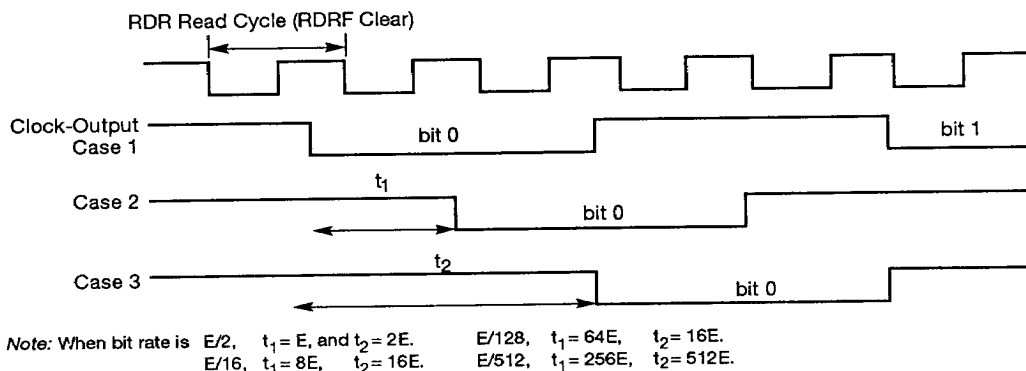 RDR Read Cycle (RDRF Clear)
Clock-Output
Case 1
bit 0
bit 1
t₁
Case 2
bit 0
t₂
Case 3
bit 0
Note: When bit rate is E/2, t₁ = E, and t₂ = 2E. E/128, t₁ = 64E, t₂ = 16E.
E/16, t₁ = 8E, t₂ = 16E. E/512, t₁ = 256E, t₂ = 512E.